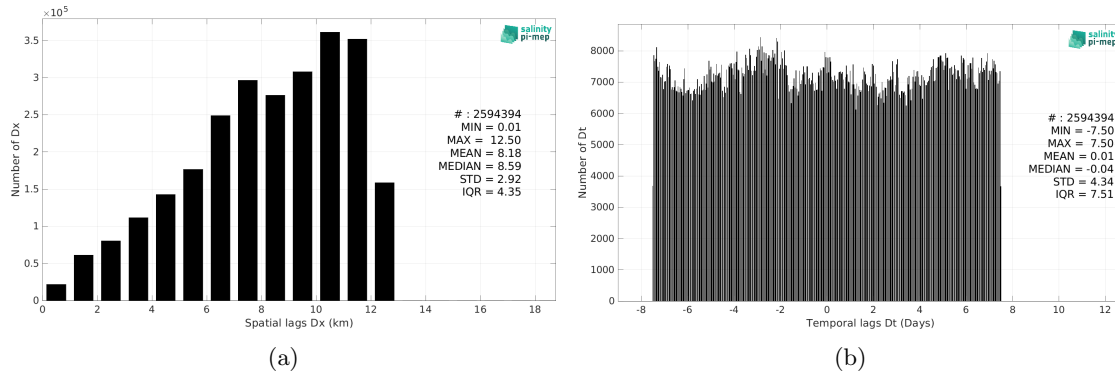 ×10⁵
3.5
3
2.5
2
1.5
1
0.5
0
Number of Dx
0 2 4 6 8 10 12 14 16 18
Spatial lags Dx (km)
salinity
pi-mep
# : 2594394
MIN = 0.01
MAX = 12.50
MEAN = 8.18
MEDIAN = 8.59
STD = 2.92
IQR = 4.35
(a)
8000
7000
6000
5000
4000
3000
2000
1000
0
Number of Dt
-8 -6 -4 -2 0 2 4 6 8 10 12
Temporal lags Dt (Days)
salinity
pi-mep
# : 2594394
MIN = -7.50
MAX = 7.50
MEAN = 0.01
MEDIAN = -0.04
STD = 4.34
IQR = 7.51
(b)